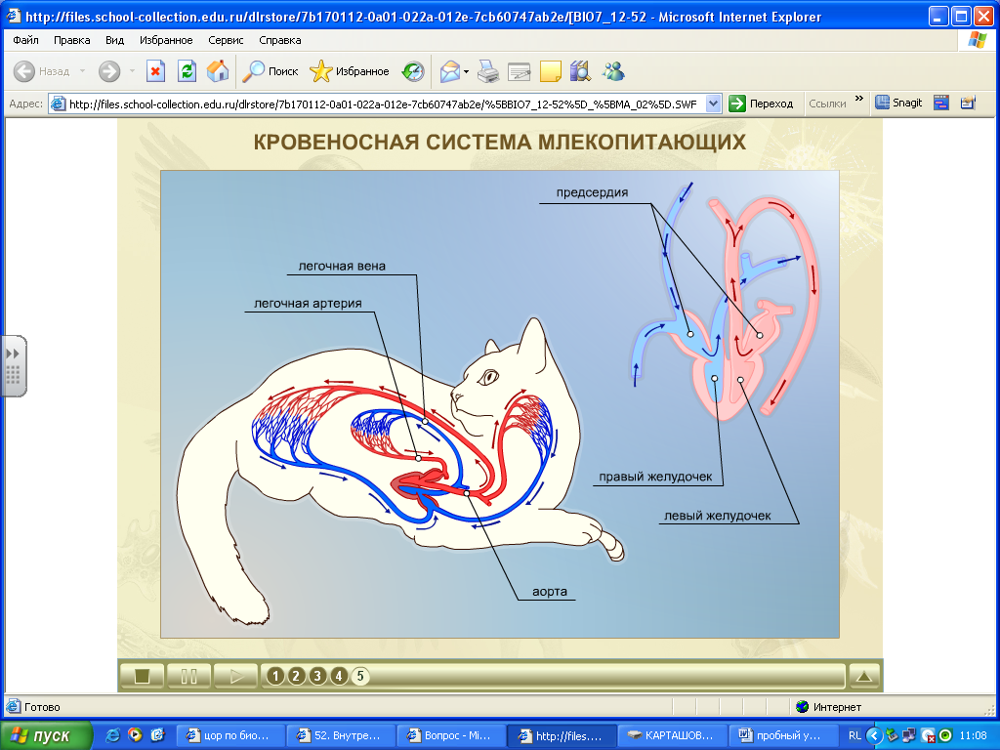 http://files.school-collection.edu.ru/dlrstore/7b170112-0a01-022a-012e-7cb60747ab2e/[BIO7_12-52 - Microsoft Internet Explorer
Файл Правка Вид Избранное Сервис Справка
Назад Поиск Избранное
Адрес: http://files.school-collection.edu.ru/dlrstore/7b170112-0a01-022a-012e-7cb60747ab2e/%5BBIO7_12-52%5D_%5BMA_02%5D.SWF Переход Ссылки » Snagit
КРОВЕНОСНАЯ СИСТЕМА МЛЕКОПИТАЮЩИХ
предсердия
легочная вена
легочная артерия
правый желудочек
левый желудочек
аорта
1 2 3 4 5
Готово Интернет
пуск цор по био... 52. Внутре... Вопрос - Mi... http://files.... КАРТАШОВ... пробный у... RL 11:08